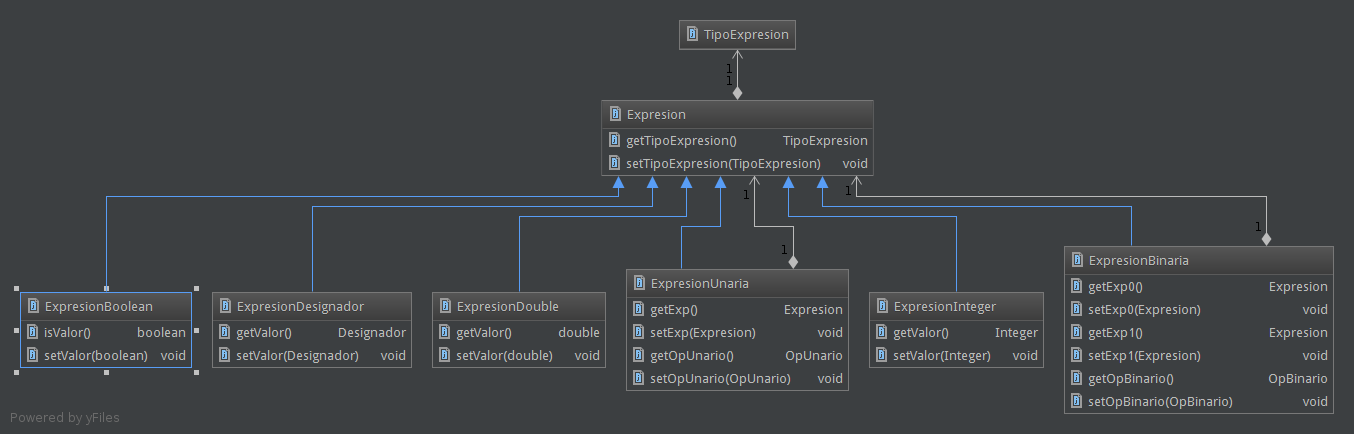 TipoExpresion
1
1
Expresion
getTipoExpresion() TipoExpresion
setTipoExpresion(TipoExpresion) void
1
1
1
1
ExpresionBoolean
isValor() boolean
setValor(boolean) void
ExpresionDesignador
getValor() Designador
setValor(Designador) void
ExpresionDouble
getValor() double
setValor(double) void
ExpresionUnaria
getExp() Expresion
setExp(Expresion) void
getOpUnario() OpUnario
setOpUnario(OpUnario) void
ExpresionInteger
getValor() Integer
setValor(Integer) void
ExpresionBinaria
getExp0() Expresion
setExp0(Expresion) void
getExp1() Expresion
setExp1(Expresion) void
getOpBinario() OpBinario
setOpBinario(OpBinario) void
Powered by yFiles